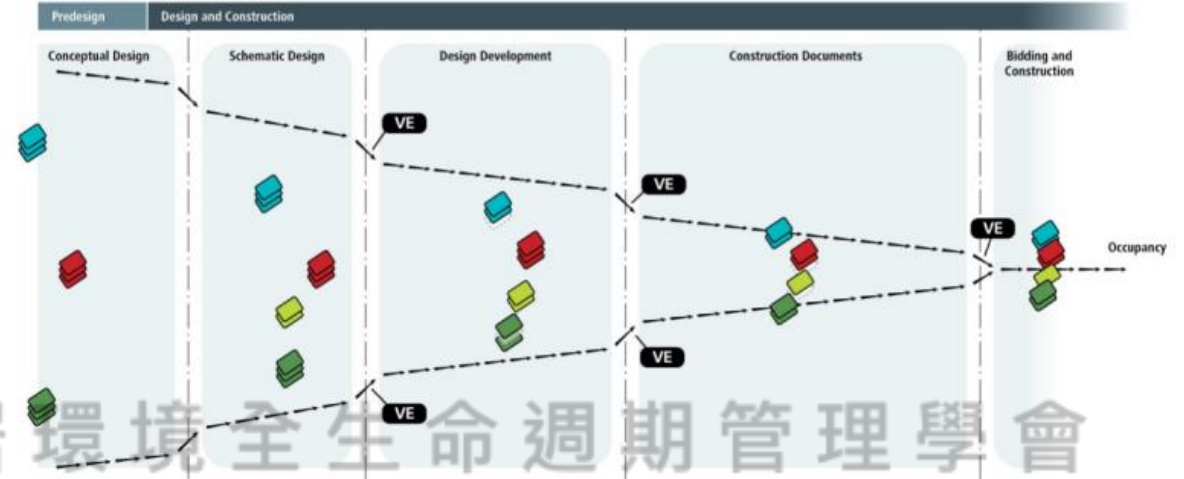 Predesign
Design and Construction
Conceptual Design
Schematic Design
Design Development
Construction Documents
Bidding and
Construction
VE
VE
VE
Occupancy
VE
VE
環境全生命週期管理學會